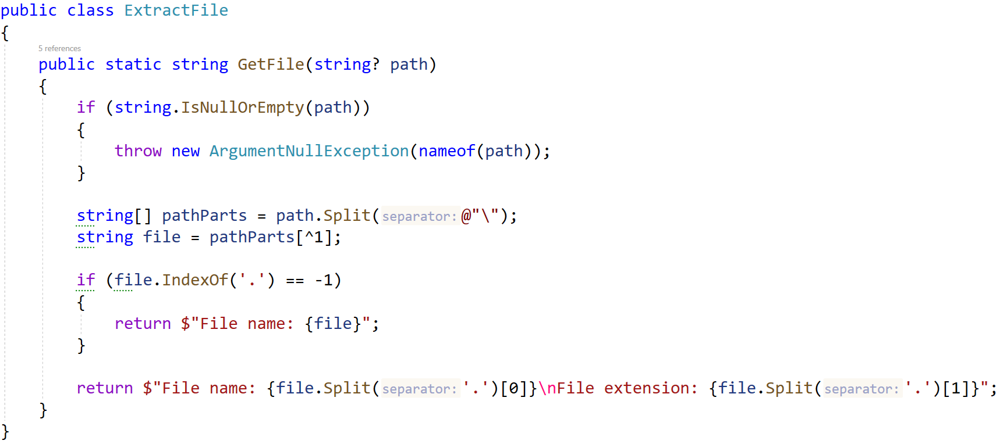 public class ExtractFile
{
5 references
public static string GetFile(string? path)
{
if (string.IsNullOrEmpty(path))
{
throw new ArgumentNullException(nameof(path));
}
string[] pathParts = path.Split(separator: @"\");
string file = pathParts[^1];
if (file.IndexOf('.') == -1)
{
return $"File name: {file}";
}
return $"File name: {file.Split(separator: '.')[0]}\nFile extension: {file.Split(separator: '.')[1]}";
}
}